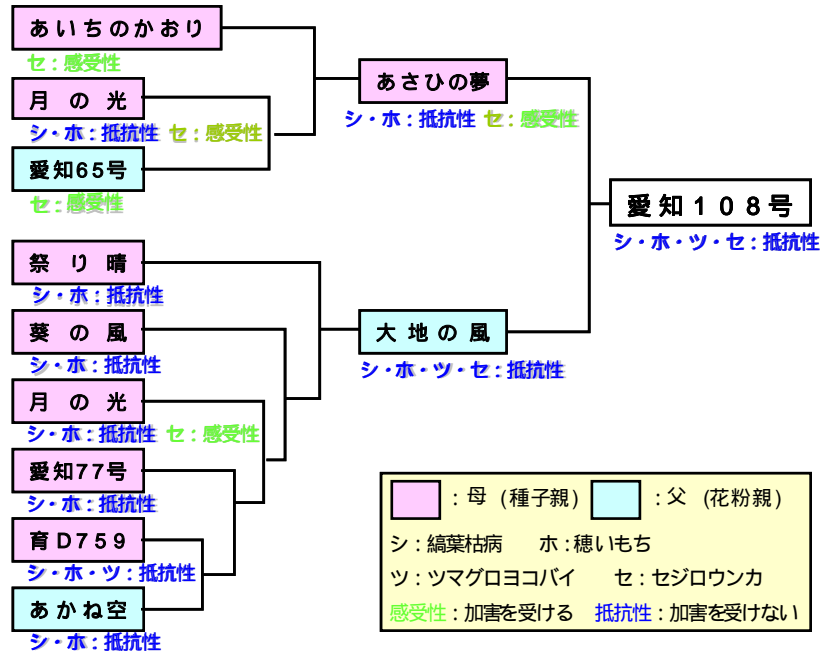 あいちのかおり
セ：感受性
月の光
シ・ホ：抵抗性 セ：感受性
愛知65号
セ：感受性
あさひの夢
シ・ホ：抵抗性 セ：感受性
愛知１０８号
シ・ホ・ツ・セ：抵抗性
祭り晴
シ・ホ：抵抗性
葵の風
シ・ホ：抵抗性
月の光
シ・ホ：抵抗性 セ：感受性
愛知77号
シ・ホ：抵抗性
育D759
シ・ホ・ツ：抵抗性
あかね空
シ・ホ：抵抗性
大地の風
シ・ホ・ツ・セ：抵抗性
：母（種子親） ：父（花粉親）
シ：縞葉枯病 ホ：穂いもち
ツ：ツマグロヨコバイ セ：セジロウンカ
感受性：加害を受ける 抵抗性：加害を受けない